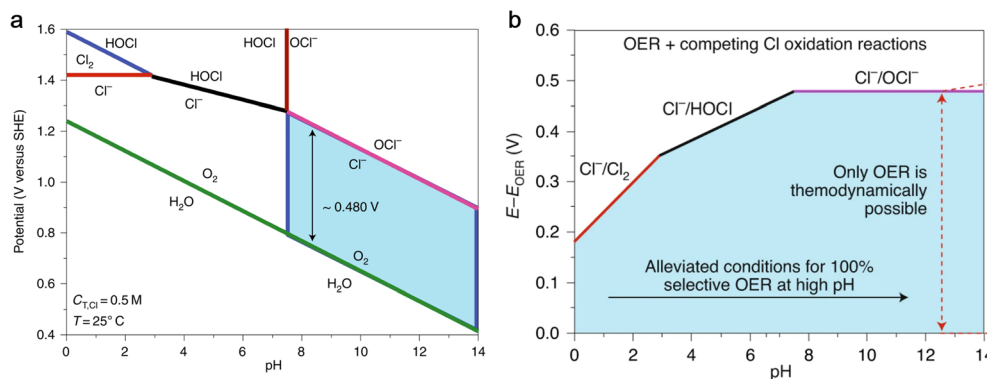 a
Potential (V versus SHE)
1.6
1.4
1.2
1.0
0.8
0.6
0.4
HOCl
Cl₂
Cl⁻
HOCl
Cl⁻
HOCl
OCl⁻
OCl⁻
Cl⁻
O₂
H₂O
~ 0.480 V
O₂
H₂O
C_T,Cl = 0.5 M
T = 25° C
0 2 4 6 8 10 12 14
pH
b
E–E_OER (V)
0.6
0.5
0.4
0.3
0.2
0.1
0.0
OER + competing Cl oxidation reactions
Cl⁻/OCl⁻
Cl⁻/HOCl
Cl⁻/Cl₂
Only OER is
themodynamically
possible
Alleviated conditions for 100%
selective OER at high pH
0 2 4 6 8 10 12 14
pH